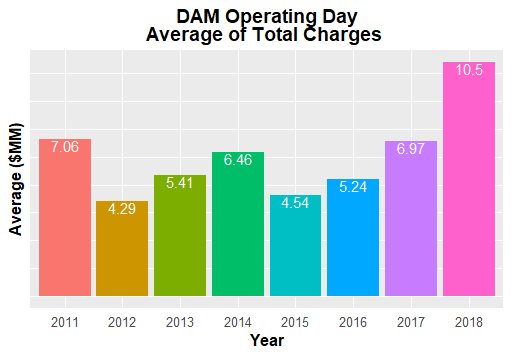 DAM Operating Day
Average of Total Charges
Average ($MM)
7.06
4.29
5.41
6.46
4.54
5.24
6.97
10.5
2011 2012 2013 2014 2015 2016 2017 2018
Year